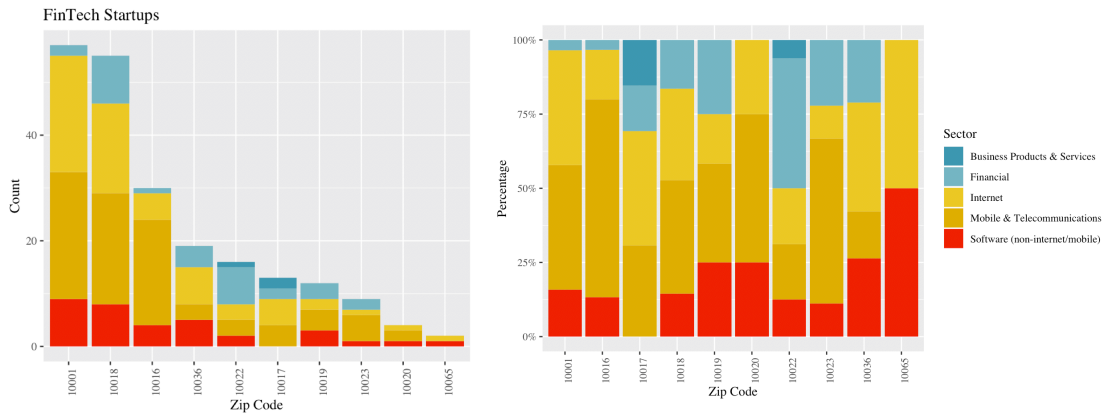 FinTech Startups
Count
40
20
0
10001
10018
10016
10036
10022
10017
10019
10023
10020
10065
Zip Code
Percentage
100%
75%
50%
25%
0%
10001
10016
10017
10018
10019
10020
10022
10023
10036
10065
Zip Code
Sector
Business Products & Services
Financial
Internet
Mobile & Telecommunications
Software (non-internet/mobile)